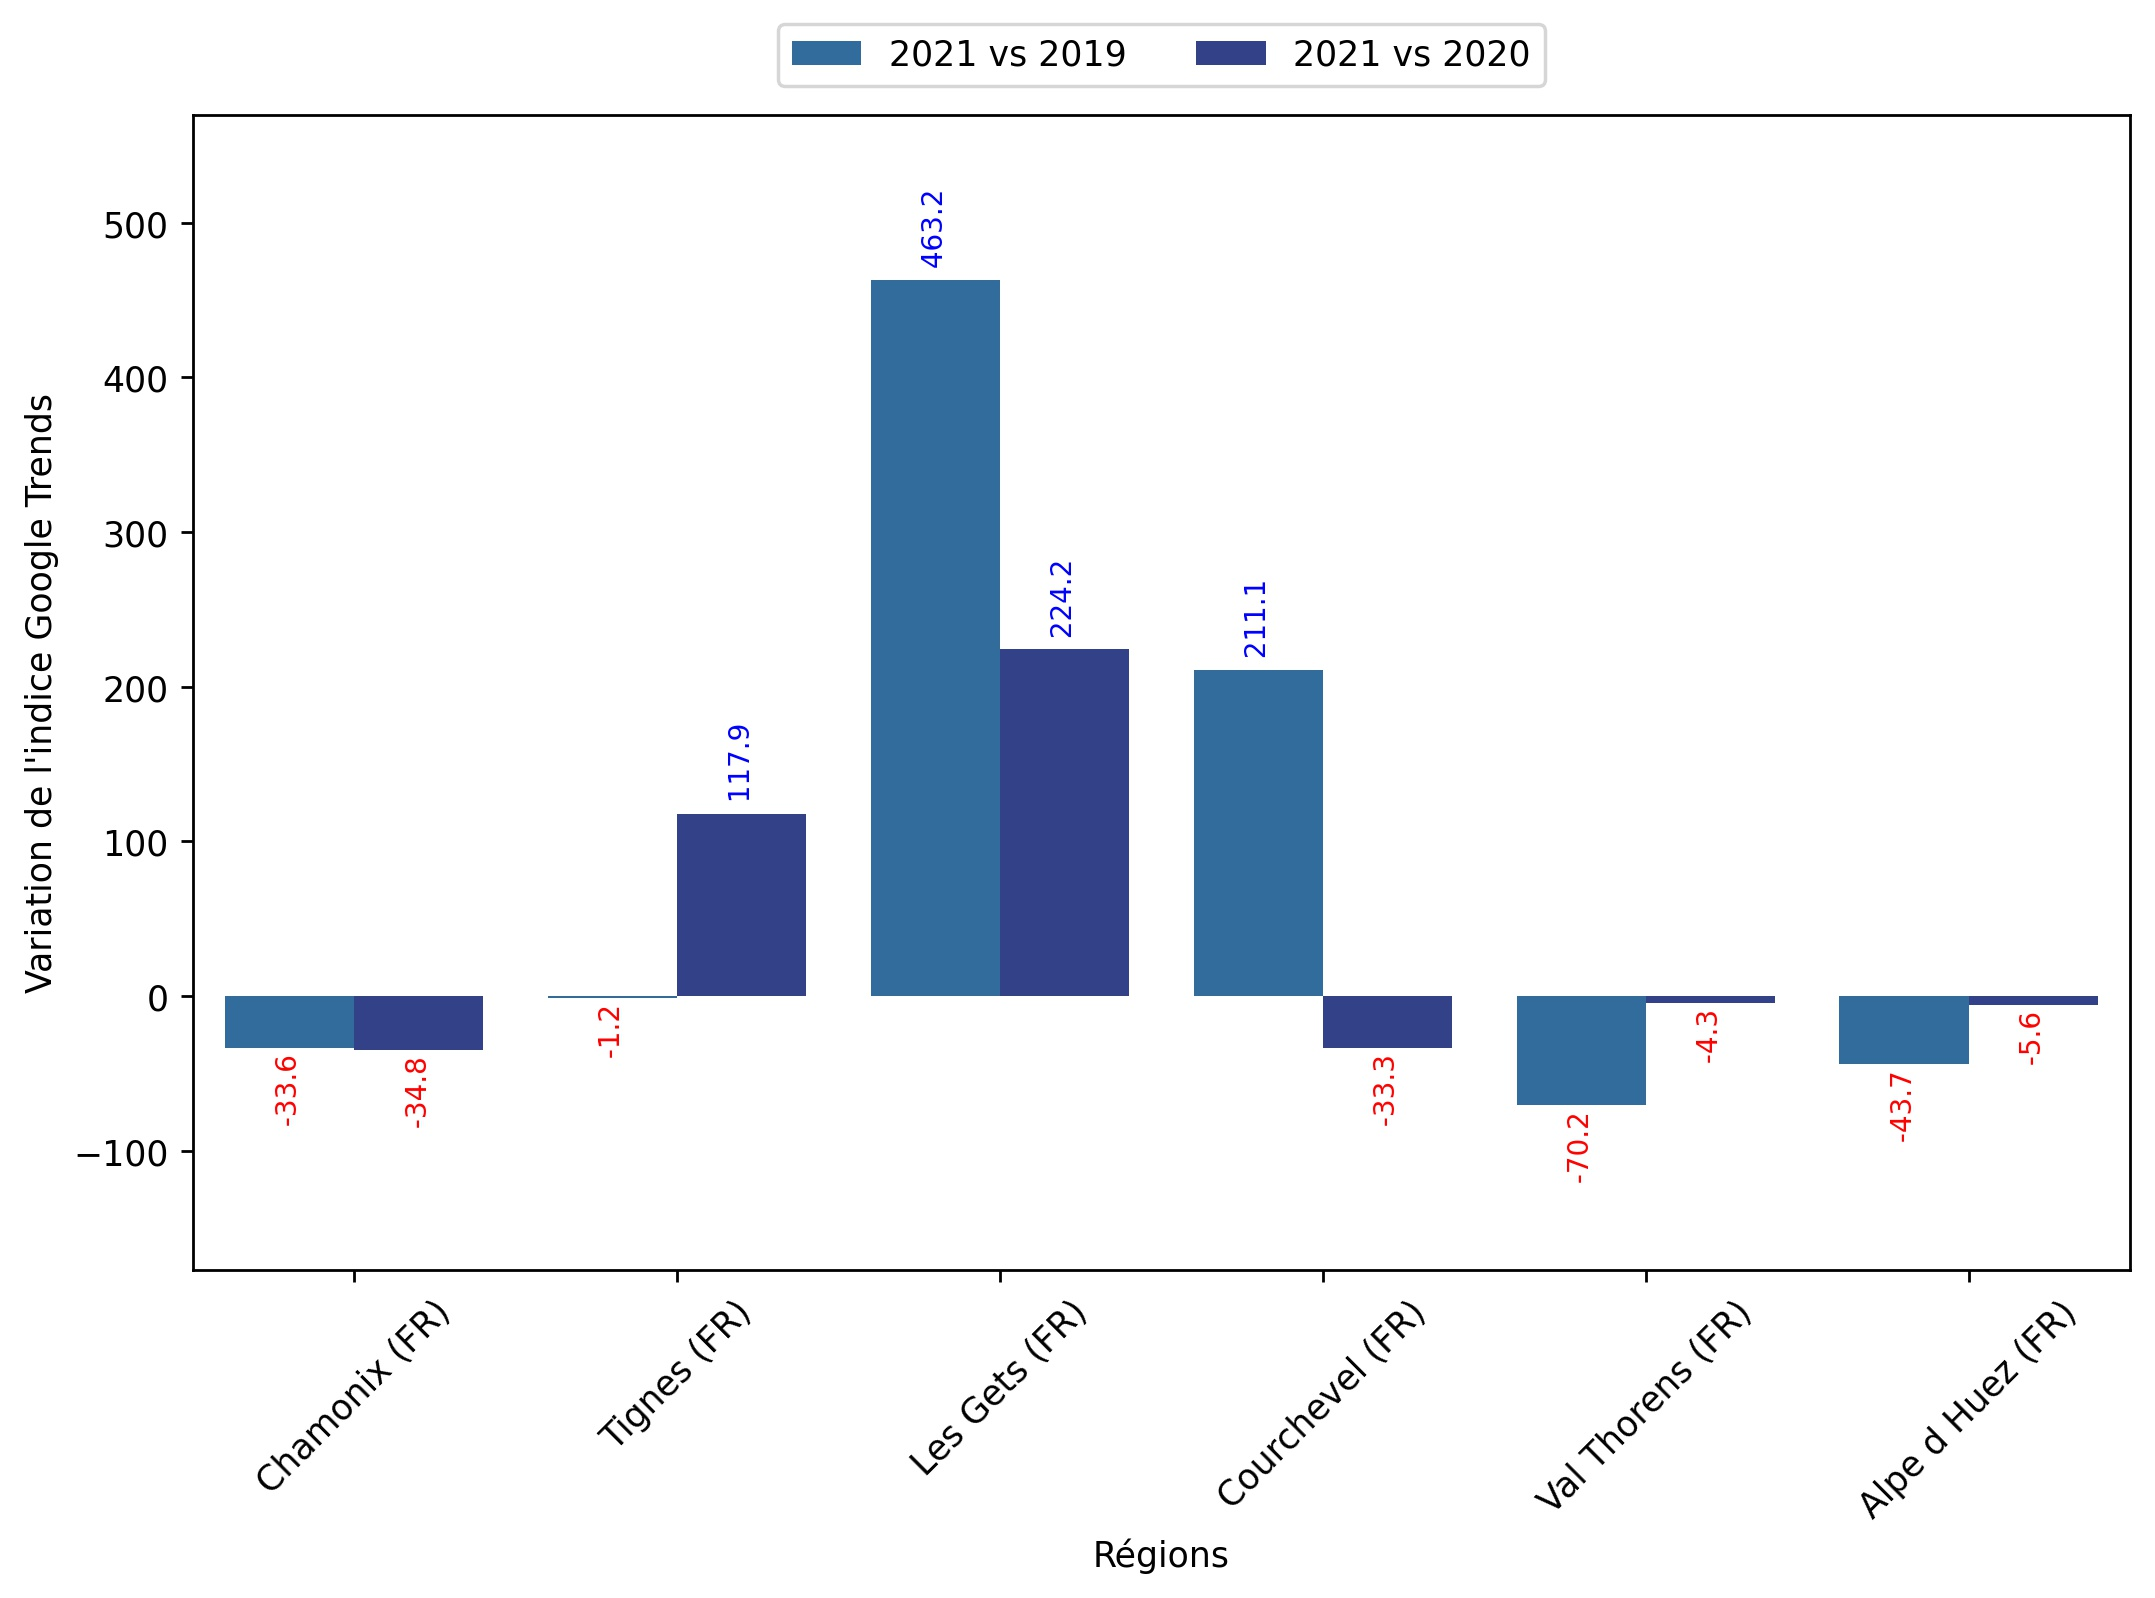 2021 vs 2019
2021 vs 2020
Variation de l'indice Google Trends
500
400
300
200
100
0
−100
-33.6
-34.8
-1.2
117.9
463.2
224.2
211.1
-33.3
-70.2
-4.3
-43.7
-5.6
Chamonix (FR)
Tignes (FR)
Les Gets (FR)
Courchevel (FR)
Val Thorens (FR)
Alpe d Huez (FR)
Régions